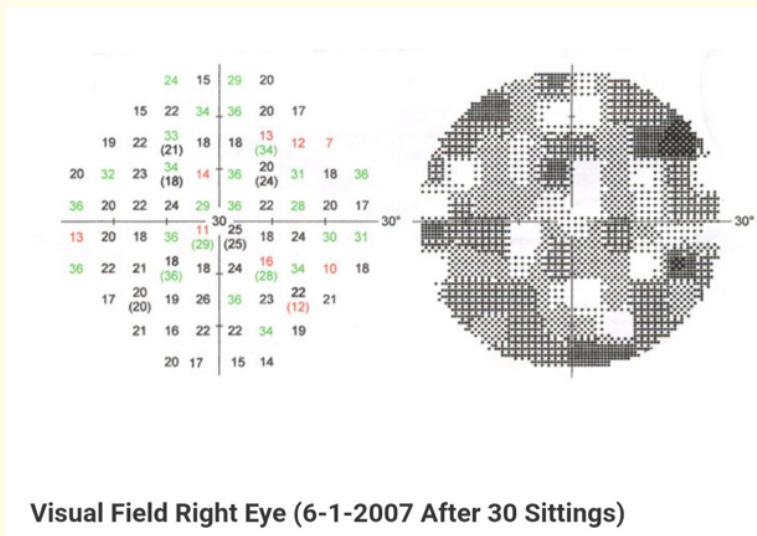 24 15 29 20
15 22 34 36 20 17
19 22 33 18 18 13 12 7
(21) (34)
20 32 23 34 14 36 20 31 18 36
(18) (24)
36 20 22 24 29 36 22 28 20 17
30 30° 30°
13 20 18 36 11 25 18 24 30 31
(29) (25)
36 22 21 18 18 24 16 34 10 18
(36) (28)
17 20 19 26 36 23 22 21
(20) (12)
21 16 22 22 34 19
20 17 15 14
Visual Field Right Eye (6-1-2007 After 30 Sittings)